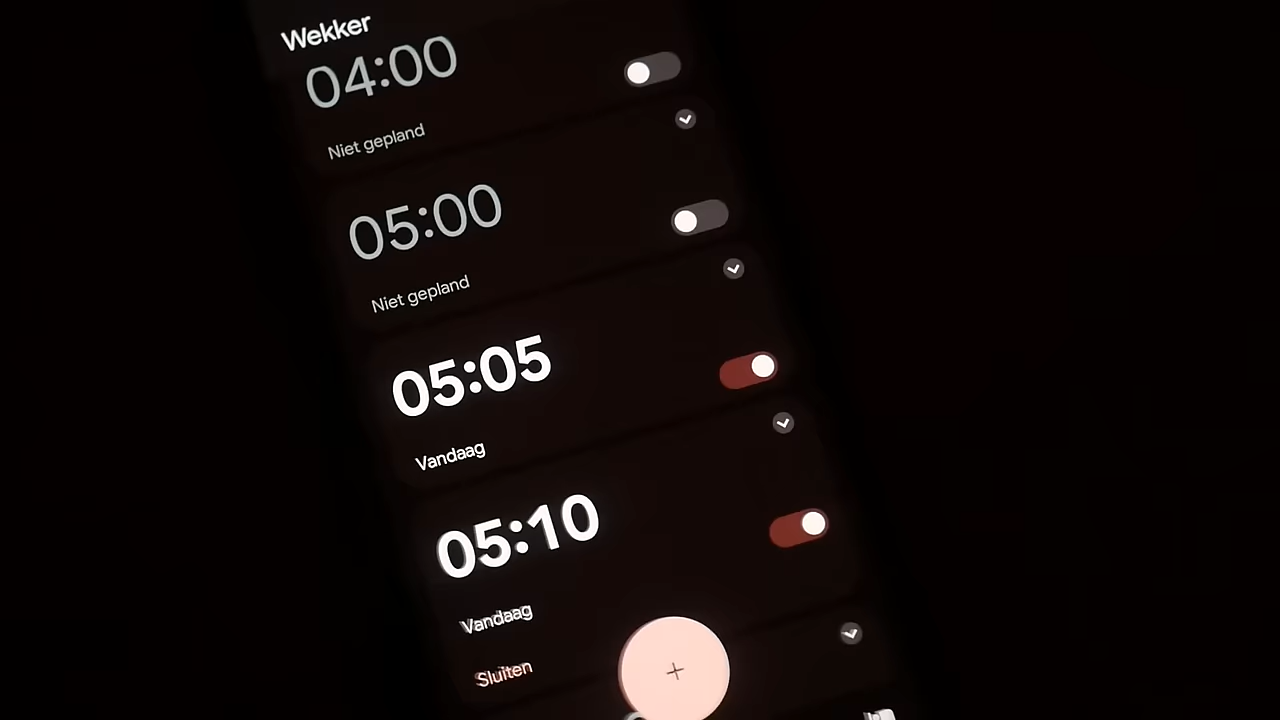 Wekker
04:00
Niet gepland
05:00
Niet gepland
05:05
Vandaag
05:10
Vandaag
Sluiten